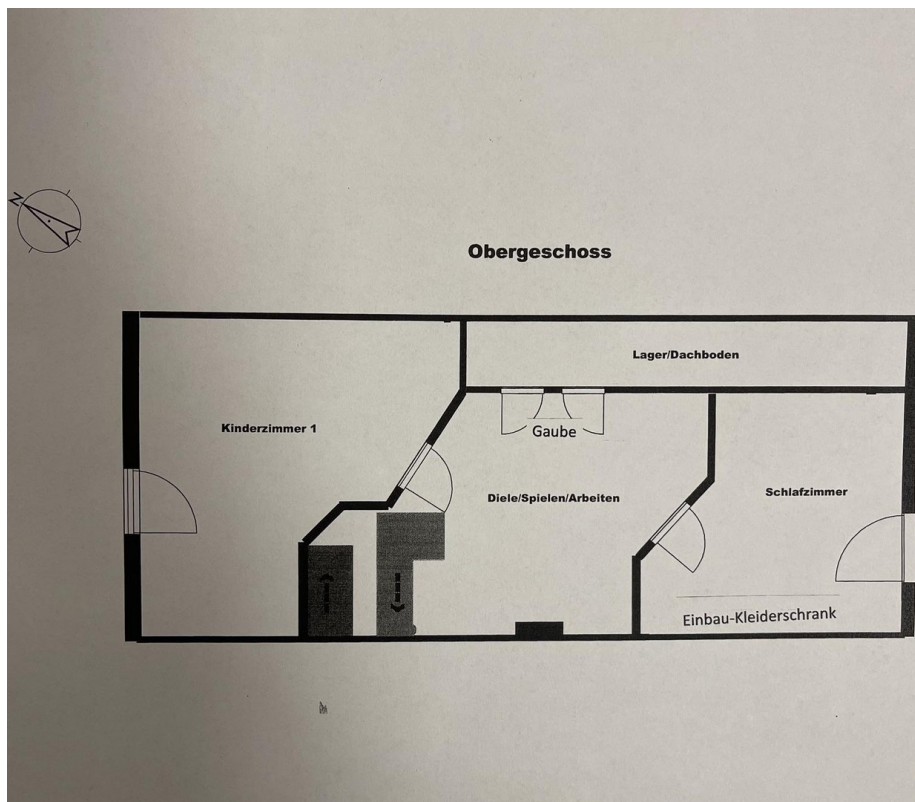 N
Obergeschoss
Lager/Dachboden
Kinderzimmer 1
Gaube
Diele/Spielen/Arbeiten
Schlafzimmer
Einbau-Kleiderschrank